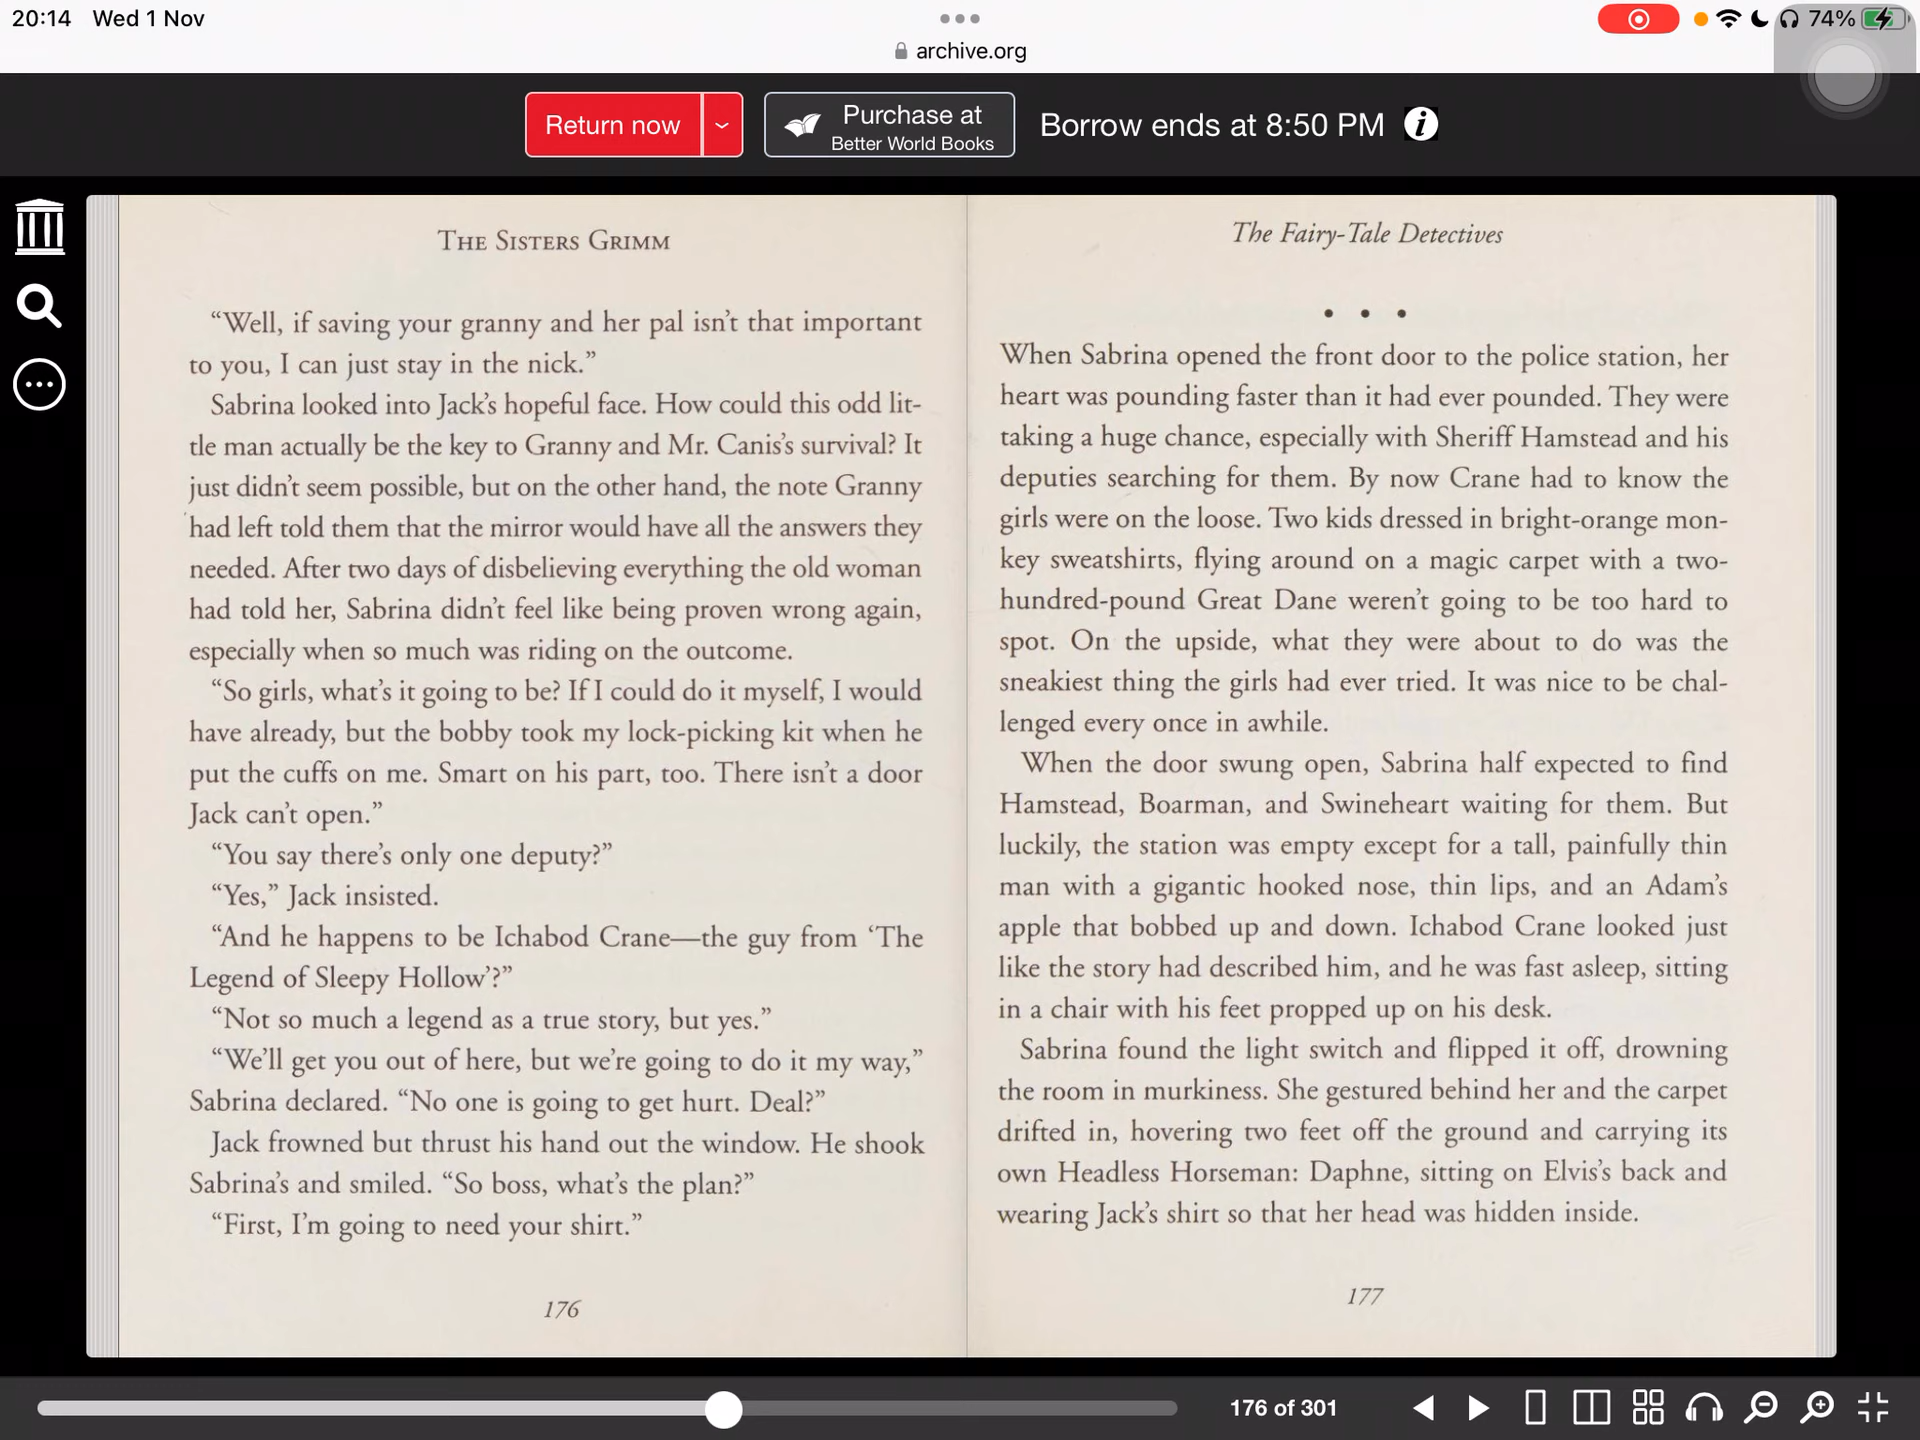 20:14 Wed 1 Nov
74%
archive.org
Return now
Purchase at
Better World Books
Borrow ends at 8:50 PM
THE SISTERS GRIMM
“Well, if saving your granny and her pal isn’t that important
to you, I can just stay in the nick.”
Sabrina looked into Jack’s hopeful face. How could this odd lit-
tle man actually be the key to Granny and Mr. Canis’s survival? It
just didn’t seem possible, but on the other hand, the note Granny
had left told them that the mirror would have all the answers they
needed. After two days of disbelieving everything the old woman
had told her, Sabrina didn’t feel like being proven wrong again,
especially when so much was riding on the outcome.
“So girls, what’s it going to be? If I could do it myself, I would
have already, but the bobby took my lock-picking kit when he
put the cuffs on me. Smart on his part, too. There isn’t a door
Jack can’t open.”
“You say there’s only one deputy?”
“Yes,” Jack insisted.
“And he happens to be Ichabod Crane—the guy from ‘The
Legend of Sleepy Hollow’?”
“Not so much a legend as a true story, but yes.”
“We’ll get you out of here, but we’re going to do it my way,”
Sabrina declared. “No one is going to get hurt. Deal?”
Jack frowned but thrust his hand out the window. He shook
Sabrina’s and smiled. “So boss, what’s the plan?”
“First, I’m going to need your shirt.”
176
The Fairy-Tale Detectives
• • •
When Sabrina opened the front door to the police station, her
heart was pounding faster than it had ever pounded. They were
taking a huge chance, especially with Sheriff Hamstead and his
deputies searching for them. By now Crane had to know the
girls were on the loose. Two kids dressed in bright-orange mon-
key sweatshirts, flying around on a magic carpet with a two-
hundred-pound Great Dane weren’t going to be too hard to
spot. On the upside, what they were about to do was the
sneakiest thing the girls had ever tried. It was nice to be chal-
lenged every once in awhile.
When the door swung open, Sabrina half expected to find
Hamstead, Boarman, and Swineheart waiting for them. But
luckily, the station was empty except for a tall, painfully thin
man with a gigantic hooked nose, thin lips, and an Adam’s
apple that bobbed up and down. Ichabod Crane looked just
like the story had described him, and he was fast asleep, sitting
in a chair with his feet propped up on his desk.
Sabrina found the light switch and flipped it off, drowning
the room in murkiness. She gestured behind her and the carpet
drifted in, hovering two feet off the ground and carrying its
own Headless Horseman: Daphne, sitting on Elvis’s back and
wearing Jack’s shirt so that her head was hidden inside.
177
176 of 301